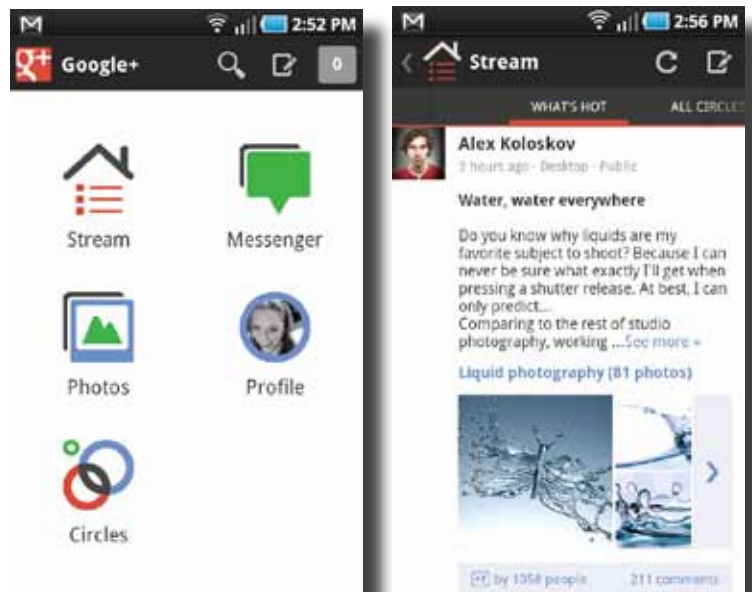 2:52 PM
Google+
0
Stream
Messenger
Photos
Profile
Circles
2:56 PM
Stream
WHAT'S HOT
ALL CIRCLES
Alex Koloskov
3 hours ago - Desktop - Public
Water, water everywhere
Do you know why liquids are my
favorite subject to shoot? Because I can
never be sure what exactly I'll get when
pressing a shutter release. At best, I can
only predict...
Comparing to the rest of studio
photography, working ...See more »
Liquid photography (81 photos)
+1 by 1058 people
211 comments